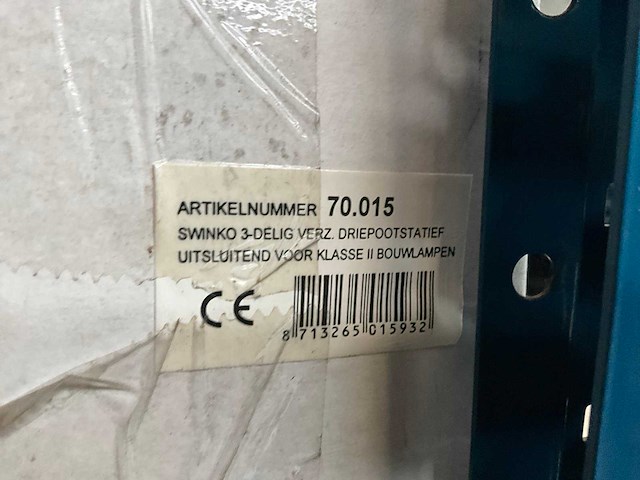 ARTIKELNUMMER 70.015
SWINKO 3-DELIG VERZ. DRIEPOOTSTATIEF
UITSLUITEND VOOR KLASSE II BOUWLAMPEN
CE
8 713265 015932